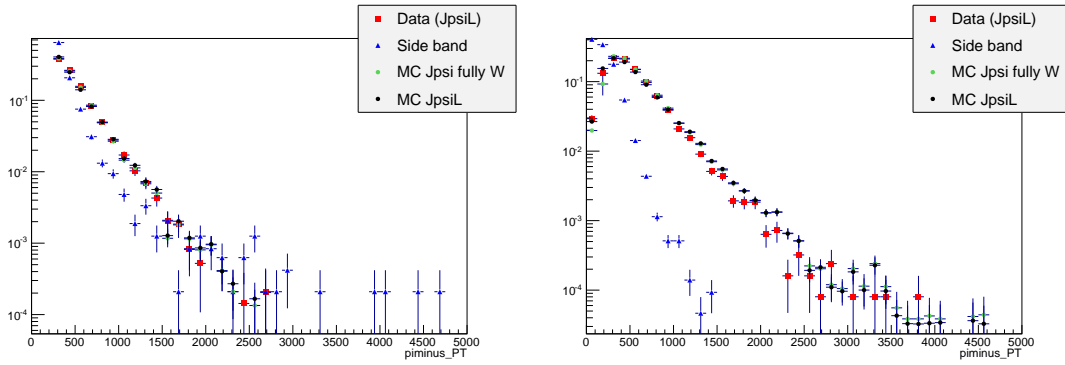 Data (JpsiL)
Side band
MC Jpsi fully W
MC JpsiL
10⁻¹
10⁻²
10⁻³
10⁻⁴
0 500 1000 1500 2000 2500 3000 3500 4000 4500 5000
piminus_PT
Data (JpsiL)
Side band
MC Jpsi fully W
MC JpsiL
10⁻¹
10⁻²
10⁻³
10⁻⁴
0 500 1000 1500 2000 2500 3000 3500 4000 4500 5000
piminus_PT